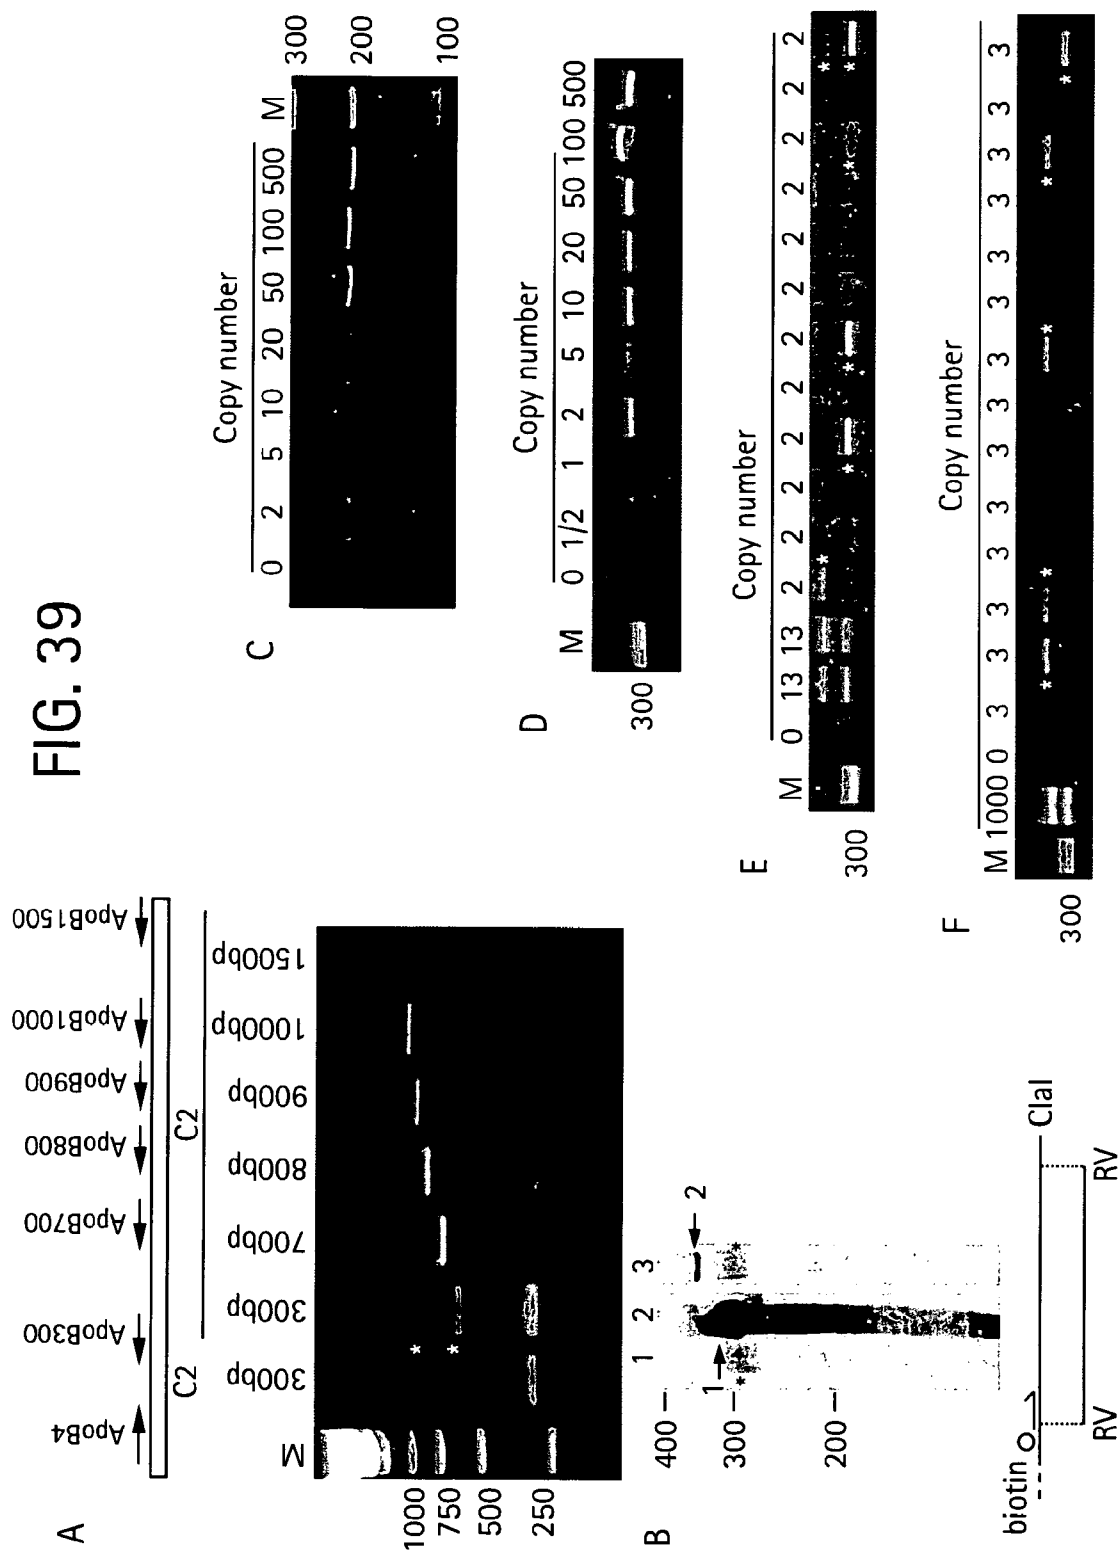 FIG. 39
A
ApoB4 ApoB300 ApoB700 ApoB800 ApoB900 ApoB1000 ApoB1500
C2 C2
M 300bp 300bp 700bp 800bp 900bp 1000bp 1500bp
* *
1000
750
500
250
B
1 2 3
400
300
200
1
2
* *
biotin
ClaI
RV RV
C
Copy number
0 2 5 10 20 50 100 500 M
300
200
100
D
Copy number
M 0 1/2 1 2 5 10 20 50 100 500
300
E
Copy number
M 0 13 13 2 2 2 2 2 2 2 2 2 2 2 2
* * * * * *
300
F
Copy number
M 1000 0 3 3 3 3 3 3 3 3 3 3 3 3 3 3
* * * * *
300